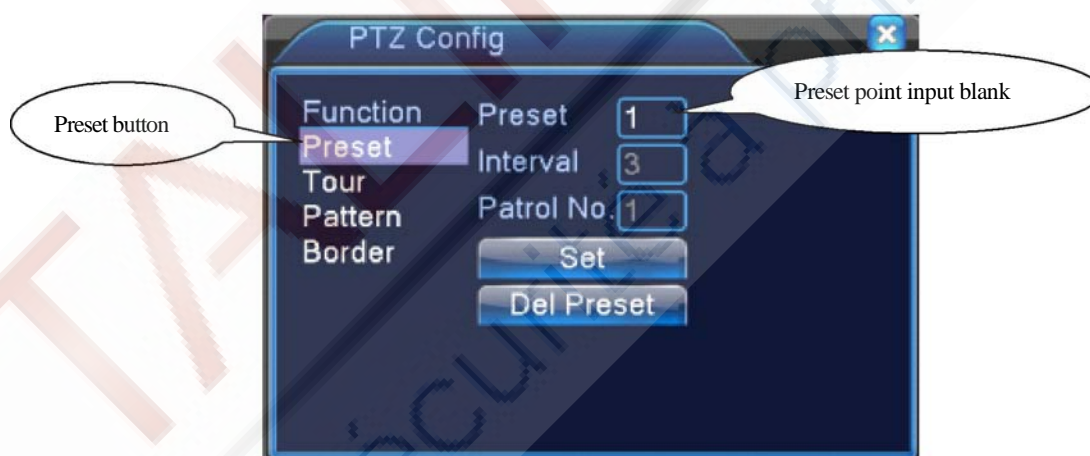 PTZ Config
Preset button
Preset point input blank
Function
Preset
Tour
Pattern
Border
Preset 1
Interval 3
Patrol No. 1
Set
Del Preset